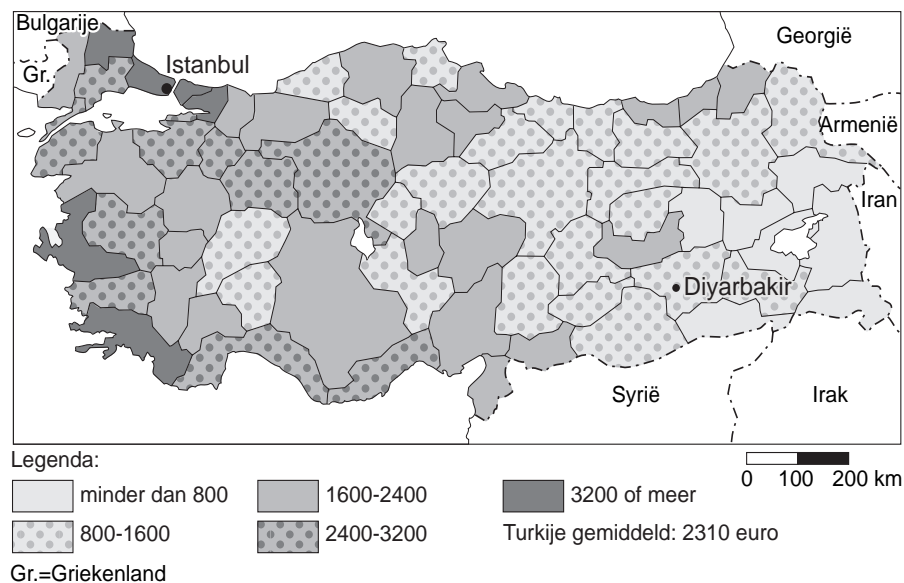 Bulgarije
Georgië
Gr.
Istanbul
Armenië
Iran
Diyarbakir
Syrië
Irak
Legenda:
minder dan 800
1600-2400
3200 of meer
0 100 200 km
800-1600
2400-3200
Turkije gemiddeld: 2310 euro
Gr.=Griekenland